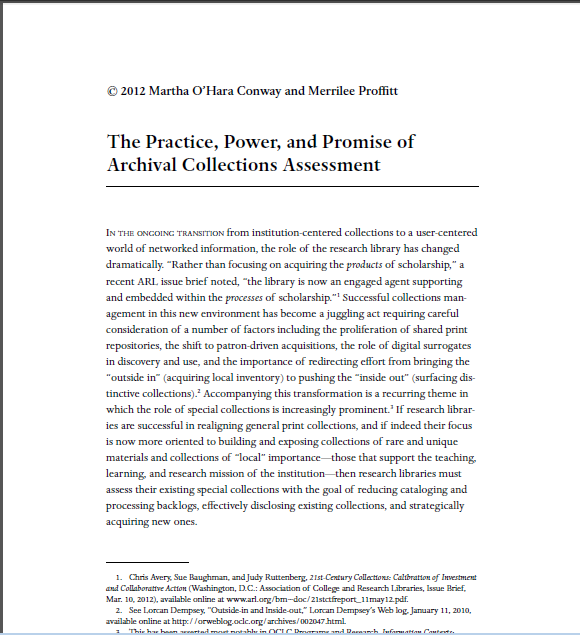 © 2012 Martha O’Hara Conway and Merrilee Proffitt
The Practice, Power, and Promise of
Archival Collections Assessment
In the ongoing transition from institution-centered collections to a user-centered
world of networked information, the role of the research library has changed
dramatically. “Rather than focusing on acquiring the products of scholarship,” a
recent ARL issue brief noted, “the library is now an engaged agent supporting
and embedded within the processes of scholarship.”1 Successful collections man-
agement in this new environment has become a juggling act requiring careful
consideration of a number of factors including the proliferation of shared print
repositories, the shift to patron-driven acquisitions, the role of digital surrogates
in discovery and use, and the importance of redirecting effort from bringing the
“outside in” (acquiring local inventory) to pushing the “inside out” (surfacing dis-
tinctive collections).2 Accompanying this transformation is a recurring theme in
which the role of special collections is increasingly prominent.3 If research librar-
ies are successful in realigning general print collections, and if indeed their focus
is now more oriented to building and exposing collections of rare and unique
materials and collections of “local” importance—those that support the teaching,
learning, and research mission of the institution—then research libraries must
assess their existing special collections with the goal of reducing cataloging and
processing backlogs, effectively disclosing existing collections, and strategically
acquiring new ones.
1. Chris Avery, Sue Baughman, and Judy Ruttenberg, 21st-Century Collections: Calibration of Investment
and Collaborative Action (Washington, D.C.: Association of College and Research Libraries, Issue Brief,
Mar. 10, 2012), available online at www.arl.org/bm~doc/21stctfreport_11may12.pdf.
2. See Lorcan Dempsey, “Outside-in and Inside-out,” Lorcan Dempsey’s Web log, January 11, 2010,
available online at http://orweblog.oclc.org/archives/002047.html.
3. This has been asserted most notably in OCLC Programs and Research, Information Contexts: